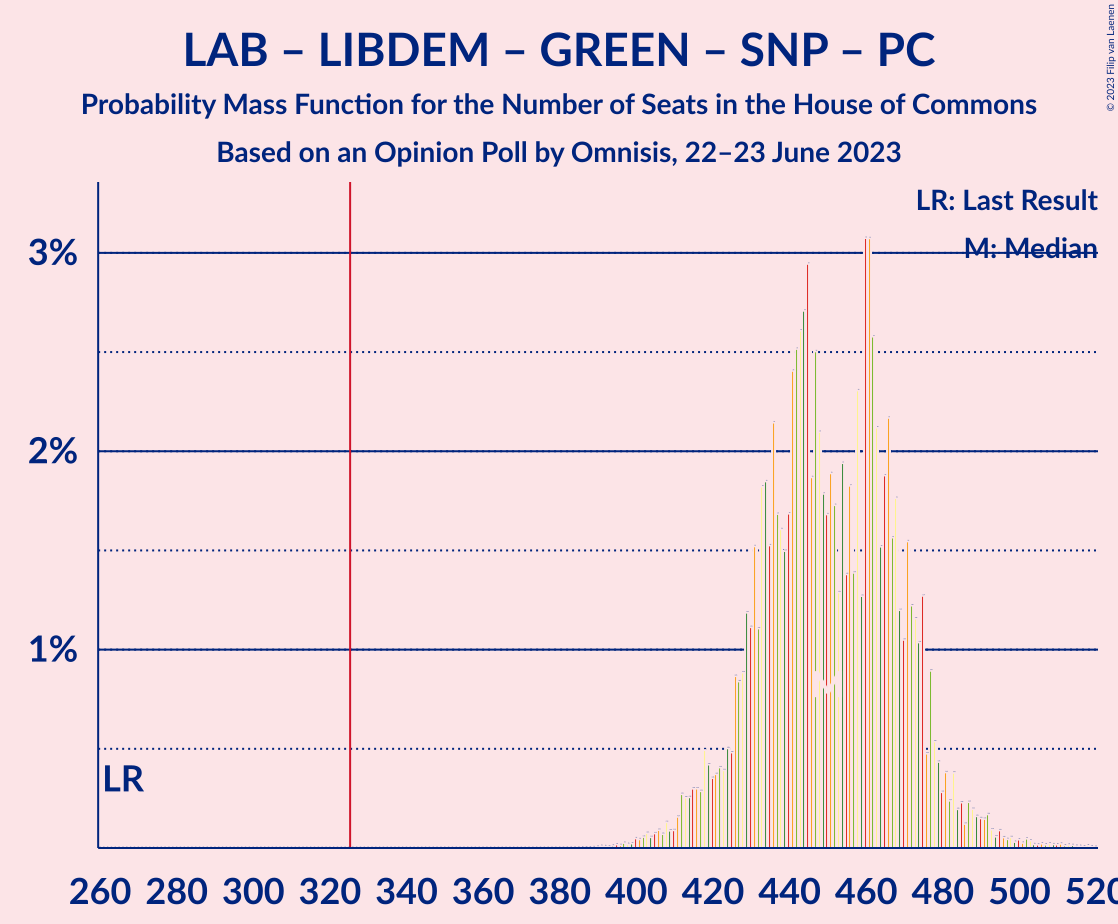 LAB – LIBDEM – GREEN – SNP – PC
Probability Mass Function for the Number of Seats in the House of Commons
Based on an Opinion Poll by Omnisis, 22–23 June 2023
© 2023 Filip van Laenen
LR: Last Result
M: Median
3%
2%
1%
LR
M
260 280 300 320 340 360 380 400 420 440 460 480 500 520